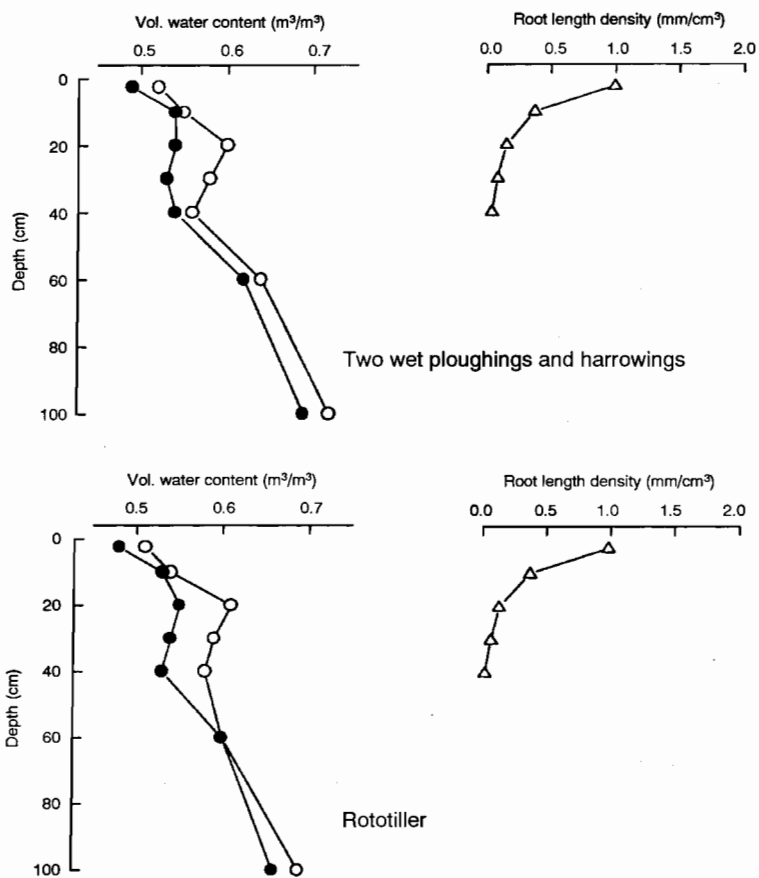 Vol. water content (m³/m³)
0.5 0.6 0.7
Root length density (mm/cm³)
0.0 0.5 1.0 1.5 2.0
Depth (cm)
0
20
40
60
80
100
Two wet ploughings and harrowings
Vol. water content (m³/m³)
0.5 0.6 0.7
Root length density (mm/cm³)
0.0 0.5 1.0 1.5 2.0
Depth (cm)
0
20
40
60
80
100
Rototiller